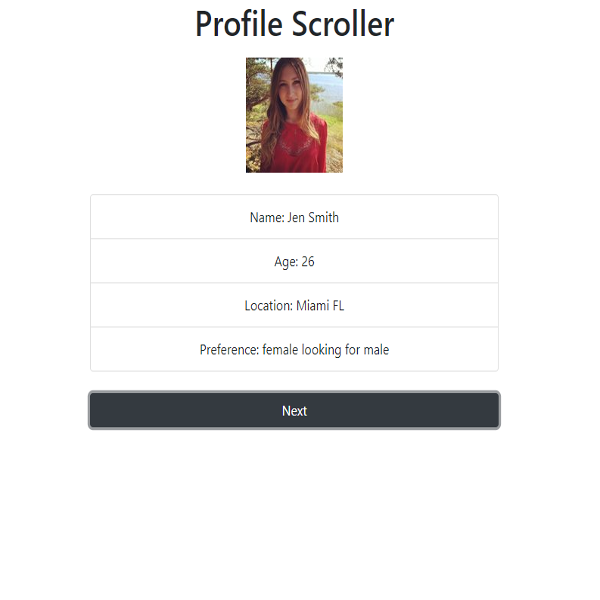 Profile Scroller
Name: Jen Smith
Age: 26
Location: Miami FL
Preference: female looking for male
Next